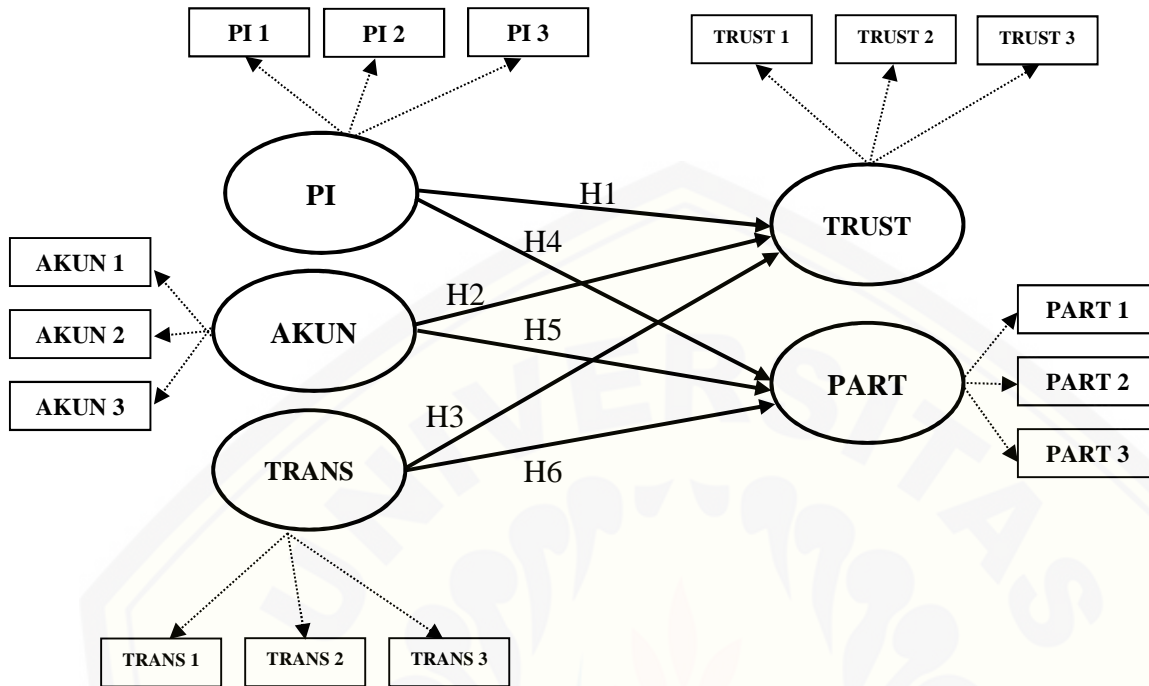 PI 1
PI 2
PI 3
TRUST 1
TRUST 2
TRUST 3
PI
H1
TRUST
H4
AKUN 1
AKUN 2
AKUN 3
AKUN
H2
H5
PART 1
PART 2
PART 3
PART
H3
TRANS
H6
TRANS 1
TRANS 2
TRANS 3
UNIVERSITAS